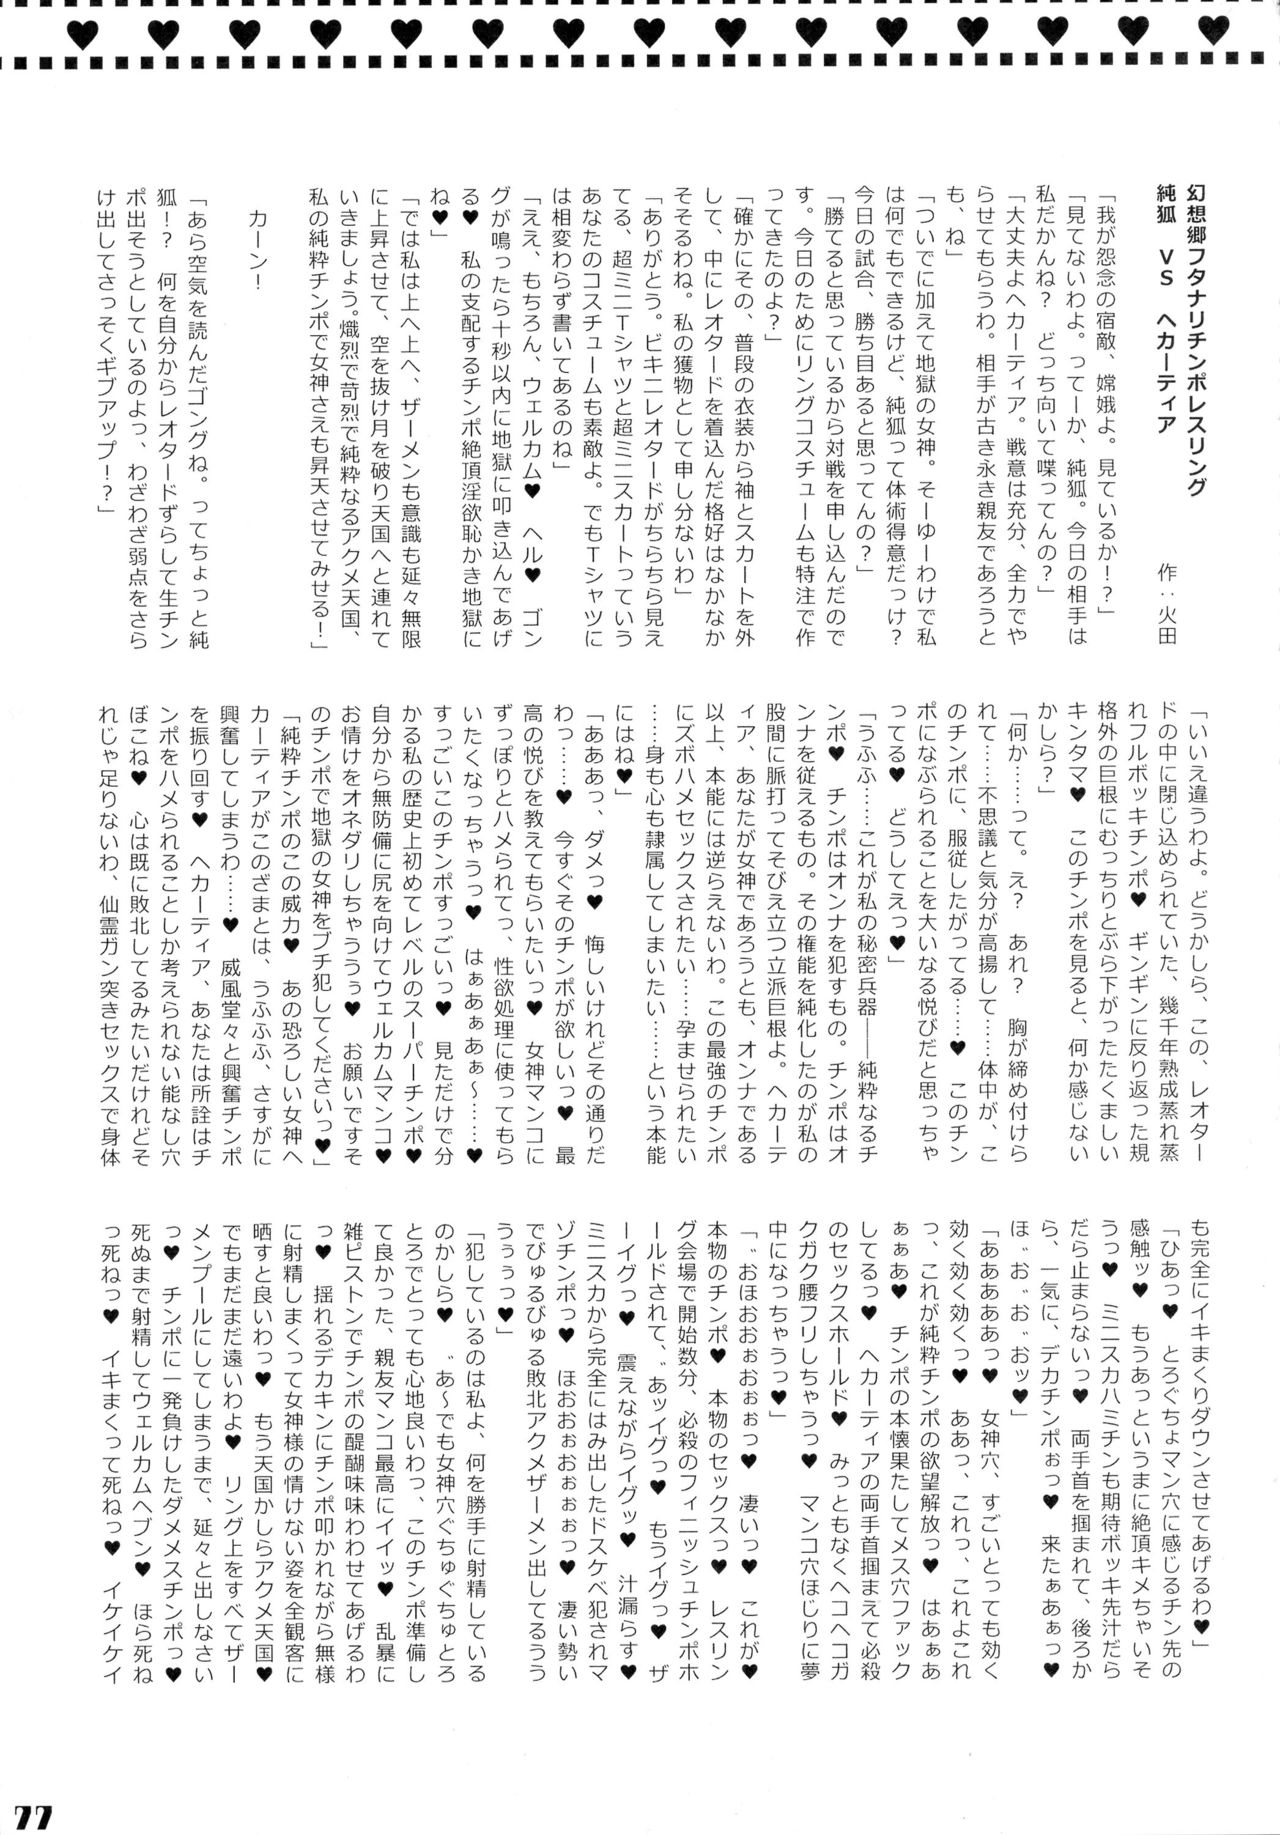 幻想郷フタナリチンポレスリング
純狐　VS　ヘカーティア　　　　作：火田
「我が怨念の宿敵、嫦娥よ。見ているか！？」
「見てないわよ。ってーか、純狐。今日の相手は
私だかんね？　どっち向いて喋ってんの？」
「大丈夫よヘカーティア。戦意は充分、全力でや
らせてもらうわ。相手が古き永き親友であろうと
も、ね」
「ついでに加えて地獄の女神。そーゆーわけで私
は何でもできるけど、純狐って体術得意だっけ？
今日の試合、勝ち目あると思ってんの？」
「勝てると思っているから対戦を申し込んだので
す。今日のためにリングコスチュームも特注で作
ってきたのよ？」
「確かにその、普段の衣装から袖とスカートを外
して、中にレオタードを着込んだ格好はなかなか
そそるわね。私の獲物として申し分ないわ」
「ありがとう。ビキニレオタードがちらちら見え
てる、超ミニTシャツと超ミニスカートっていう
あなたのコスチュームも素敵よ。でもTシャツに
は相変わらず書いてあるのね」
「ええ、もちろん、ウェルカム♥　ヘル♥　ゴン
グが鳴ったら十秒以内に地獄に叩き込んであげ
る♥　私の支配するチンポ絶頂淫欲恥かき地獄に
ね♥」
「では私は上へ上へ、ザーメンも意識も延々無限
に上昇させて、空を抜け月を破り天国へと連れて
いきましょう。熾烈で苛烈で純粋なるアクメ天国、
私の純粋チンポで女神さえも昇天させてみせる！」
カーン！
「あら空気を読んだゴングね。ってちょっと純
狐！？　何を自分からレオタードずらして生チン
ポ出そうとしているのよっ、わざわざ弱点をさら
け出してさっそくギブアップ！？」
「いいえ違うわよ。どうかしら、この、レオター
ドの中に閉じ込められていた、幾千年熟成蒸れ蒸
れフルボッキチンポ♥　ギンギンに反り返った規
格外の巨根にむっちりとぶら下がったたくましい
キンタマ♥　このチンポを見ると、何か感じない
かしら？」
「何か……って。え？　あれ？　胸が締め付けら
れて……不思議と気分が高揚して……体中が、こ
のチンポに、服従したがってる……♥　このチン
ポになぶられることを大いなる悦びだと思っちゃ
ってる♥　どうしてえっ♥」
「うふふ……これが私の秘密兵器――純粋なるチ
ンポ♥　チンポはオンナを犯すもの。チンポはオ
ンナを従えるもの。その権能を純化したのが私の
股間に脈打ってそびえ立つ立派巨根よ。ヘカーテ
ィア、あなたが女神であろうとも、オンナである
以上、本能には逆らえないわ。この最強のチンポ
にズボハメセックスされたい……孕ませられたい
……身も心も隷属してしまいたい………という本能
にはね♥」
「あああっ、ダメっ♥　悔しいけれどその通りだ
わっ……♥　今すぐそのチンポが欲しいっ♥　最
高の悦びを教えてもらいたいっ♥　女神マンコに
ずっぽりとハメられてっ、性欲処理に使ってもら
いたくなっちゃうっ♥　はぁあぁあぁ〜……♥
すっごいこのチンポすっごいっ♥　見ただけで分
かる私の歴史上初めてレベルのスーパーチンポ♥
自分から無防備に尻を向けてウェルカムマンコ♥
お情けをオネダリしちゃううぅ♥　お願いですそ
のチンポで地獄の女神をブチ犯してくださいっ♥」
「純粋チンポのこの威力♥　あの恐ろしい女神へ
カーティアがこのざまとは、うふふふ、さすがに
興奮してしまうわ……♥　威風堂々と興奮チンポ
を振り回す♥　ヘカーティア、あなたは所詮はチ
ンポをハメられることしか考えられない能なし穴
ぼこね♥　心は既に敗北してるみたいだけれどそ
れじゃ足りないわ、仙霊ガン突きセックスで身体
も完全にイキまくりダウンさせてあげるわ♥」
「ひあっ♥　とろぐちょマン穴に感じるチン先の
感触ッ♥　もうあっというまに絶頂キメちゃいそ
うっ♥　ミニスカハミチンも期待ボッキ先汁だら
だら止まらないっ♥　両手首を掴まれて、後ろか
ら、一気に、デカチンポぉっ♥　来たぁあぁっ♥
ほ゛ぉ゛ぉ゛ぉッ♥」
「ああああああっ♥　女神穴、すごいとっても効く
効く効く効くっ♥　ああっ、これっ、これよこれ
っ、これが純粋チンポの欲望解放っ♥　はあぁあ
ぁぁあ♥　チンポの本懐果たしてメス穴ファック
してるっ♥　ヘカーティアの両手首掴まえて必殺
のセックスホールド♥　みっともなくヘコヘコガ
クガク腰フリしちゃうっ♥　マンコ穴ほじりに夢
中になっちゃうっ♥」
「゛おほおおぉおぉぉっ♥　凄いっ♥　これが♥
本物のチンポ♥　本物のセックスっ♥　レスリン
グ会場で開始数分、必殺のフィニッシュチンポホ
ールドされて、゛あッイグっ♥　もうイグっ♥　ザ
ーイグっ♥　震えながらイグッ♥　汁漏らす♥
ミニスカから完全にはみ出したドスケベ犯されマ
ゾチンポっ♥　ほおおぉおぉぉっ♥　凄い勢い
でびゅるびゅる敗北アクメザーメン出してるうう
うぅぅっ♥」
「犯しているのは私よ、何を勝手に射精している
のかしら♥　゛あ〜でも女神穴ぐちゅぐちゅとろ
とろでとっても心地良いわっ、このチンポ準備し
て良かった、親友マンコ最高にイイッ♥　乱暴に
雑ピストンでチンポの醍醐味味わわせてあげるわ
っ♥　揺れるデカキンにチンポ叩かれながら無様
に射精しまくって女神様の情けない姿を全観客に
晒すと良いわっ♥　もう天国かしらアクメ天国♥
でもまだまだ遠いわよ♥　リング上をすべてザー
メンプールにしてしまうまで、延々と出しなさい
っ♥　チンポに一発負けしたダメメスチンポっ♥
死ぬまで射精してウェルカムヘブン♥　ほら死ね
っ死ねっ♥　イキまくって死ねっ♥　イケイケイ
77